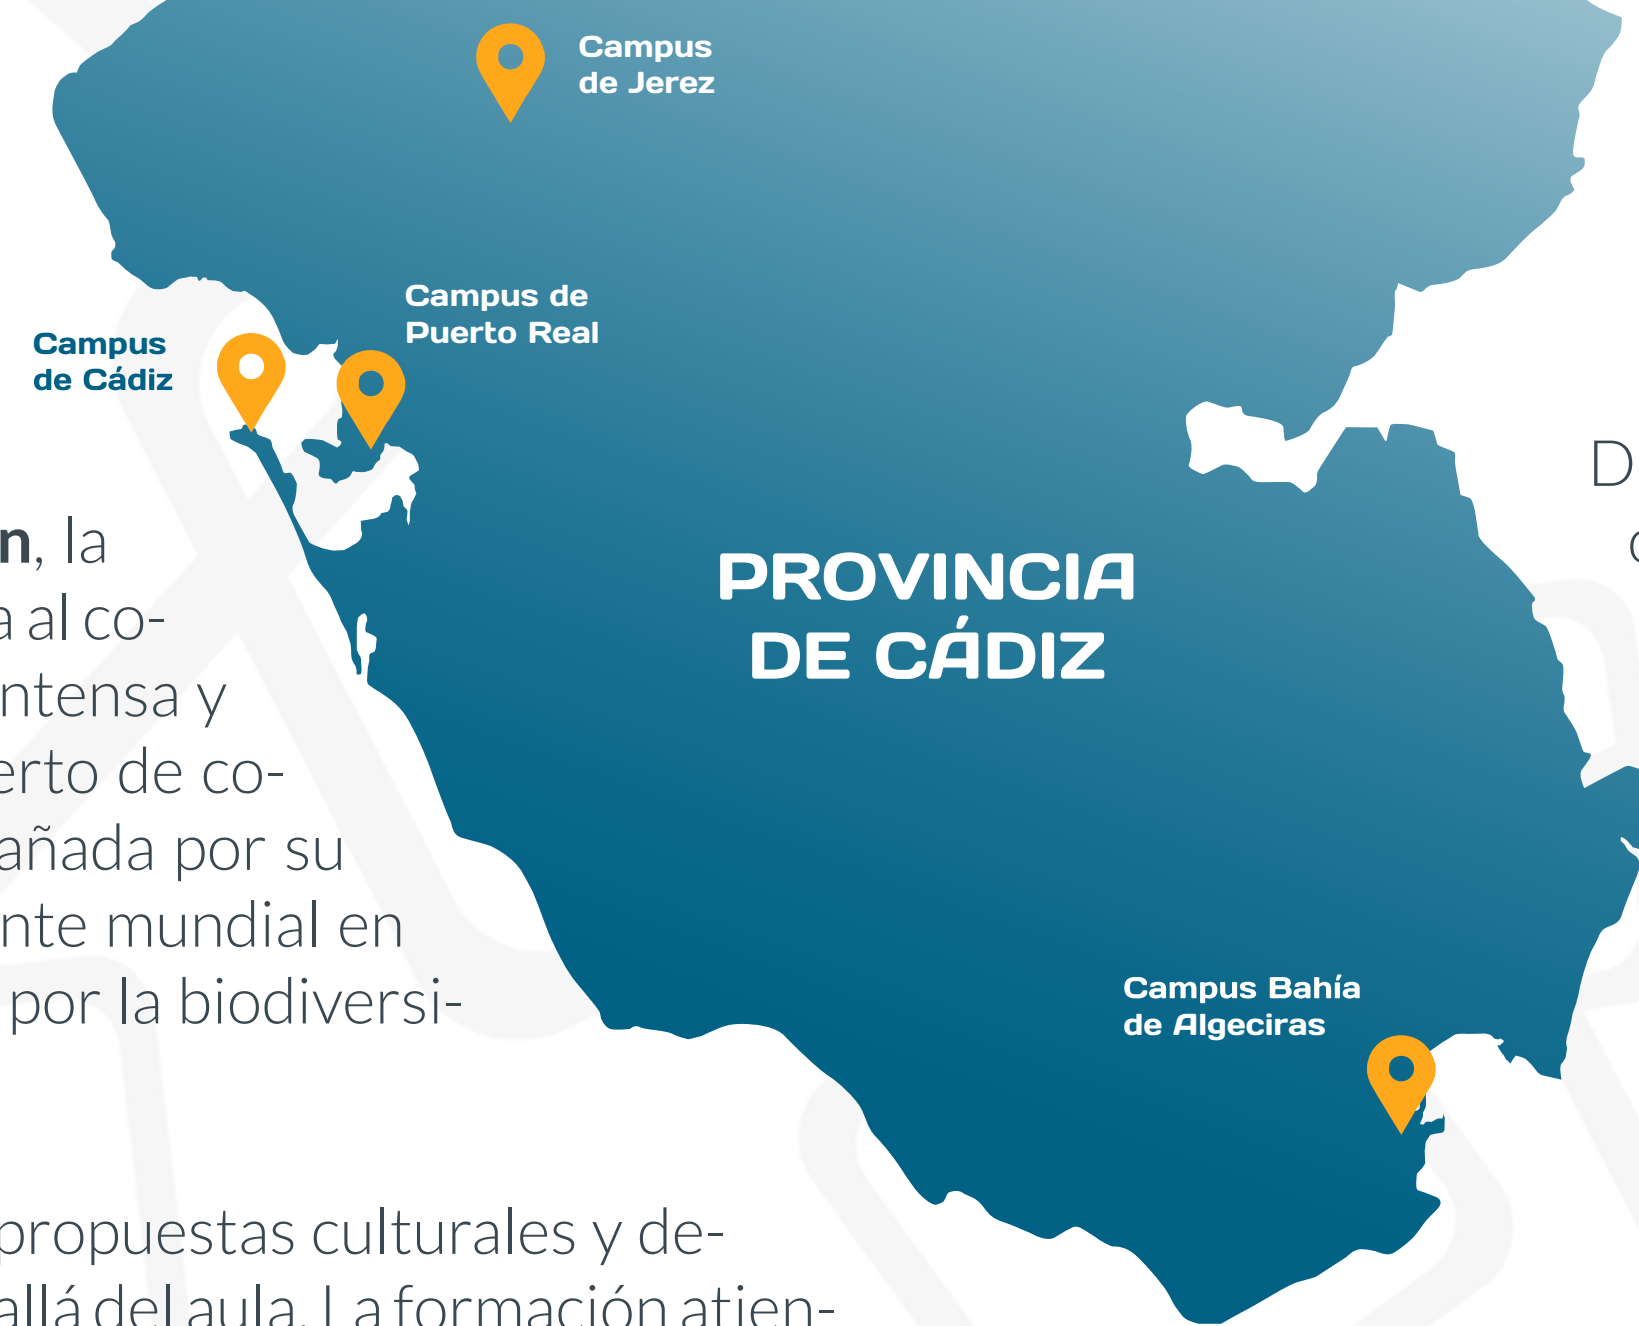 Campus
de Jerez
Campus de
Puerto Real
Campus
de Cádiz
PROVINCIA
DE CÁDIZ
Campus Bahía
de Algeciras
n, la
a al co-
ntensa y
erto de co-
añada por su
nte mundial en
por la biodiversi-
propuestas culturales y de-
allá del aula. La formación atien-
D